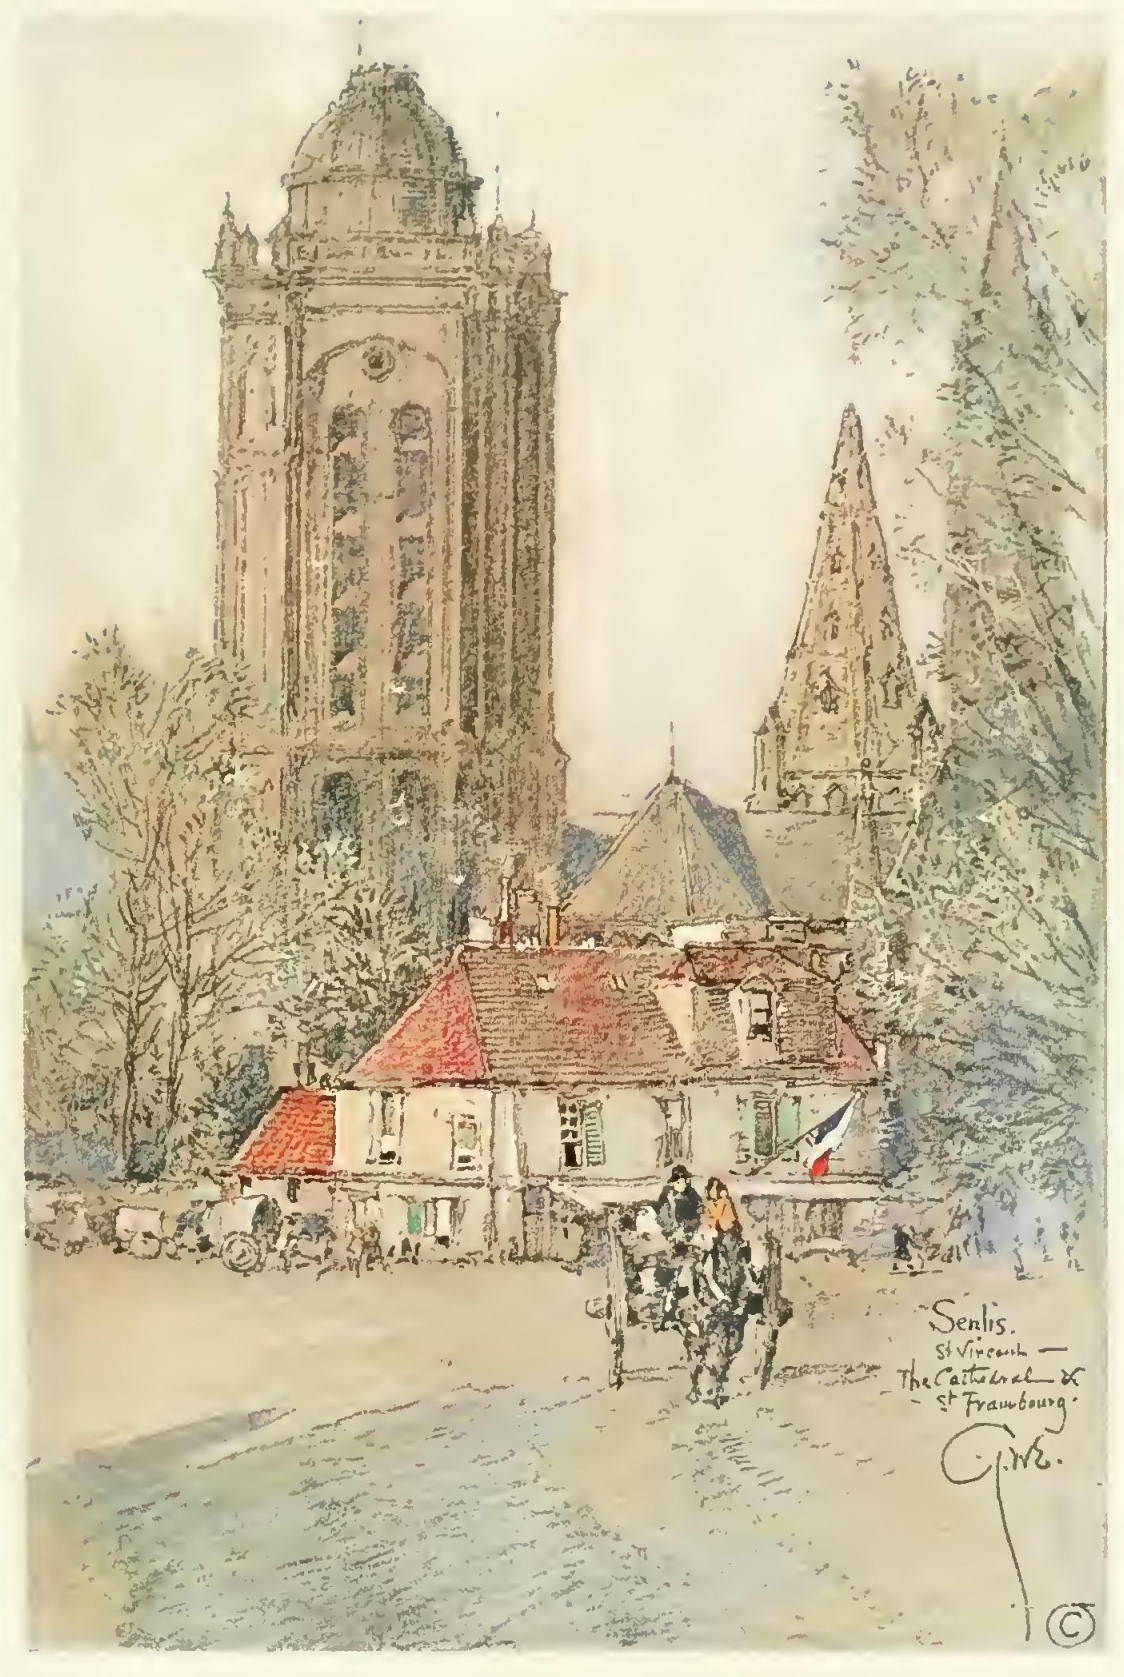 Senlis.
St Vincent —
The Cathedral &
St Frambourg.
G.W.E.
©